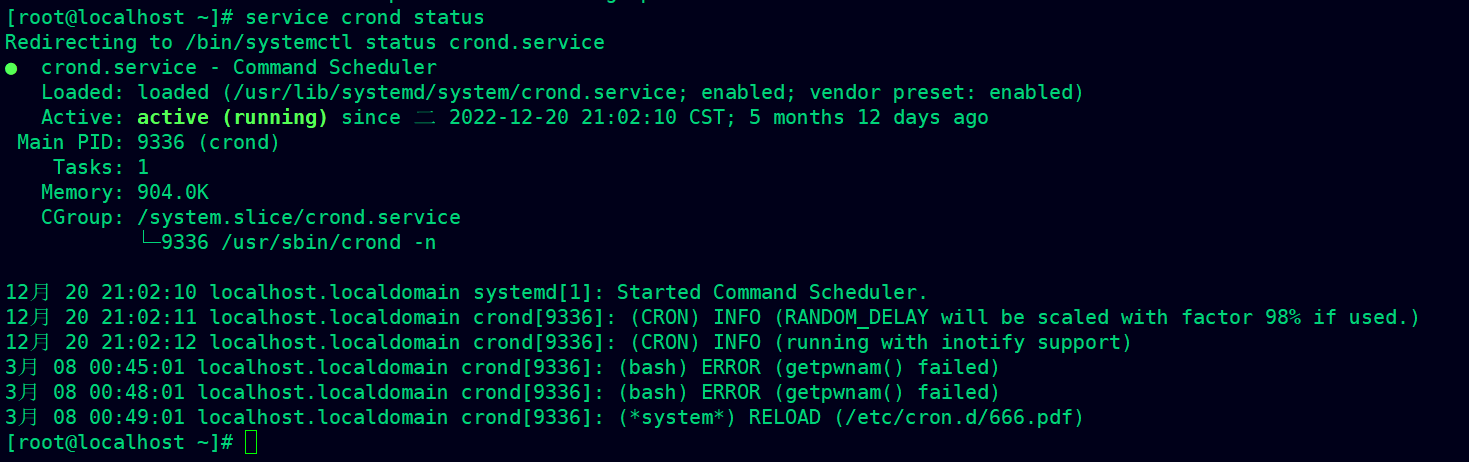 [root@localhost ~]# service crond status
Redirecting to /bin/systemctl status crond.service
● crond.service - Command Scheduler
Loaded: loaded (/usr/lib/systemd/system/crond.service; enabled; vendor preset: enabled)
Active: active (running) since 二 2022-12-20 21:02:10 CST; 5 months 12 days ago
Main PID: 9336 (crond)
Tasks: 1
Memory: 904.0K
CGroup: /system.slice/crond.service
└─9336 /usr/sbin/crond -n
12月 20 21:02:10 localhost.localdomain systemd[1]: Started Command Scheduler.
12月 20 21:02:11 localhost.localdomain crond[9336]: (CRON) INFO (RANDOM_DELAY will be scaled with factor 98% if used.)
12月 20 21:02:12 localhost.localdomain crond[9336]: (CRON) INFO (running with inotify support)
3月 08 00:45:01 localhost.localdomain crond[9336]: (bash) ERROR (getpwnam() failed)
3月 08 00:48:01 localhost.localdomain crond[9336]: (bash) ERROR (getpwnam() failed)
3月 08 00:49:01 localhost.localdomain crond[9336]: (*system*) RELOAD (/etc/cron.d/666.pdf)
[root@localhost ~]#